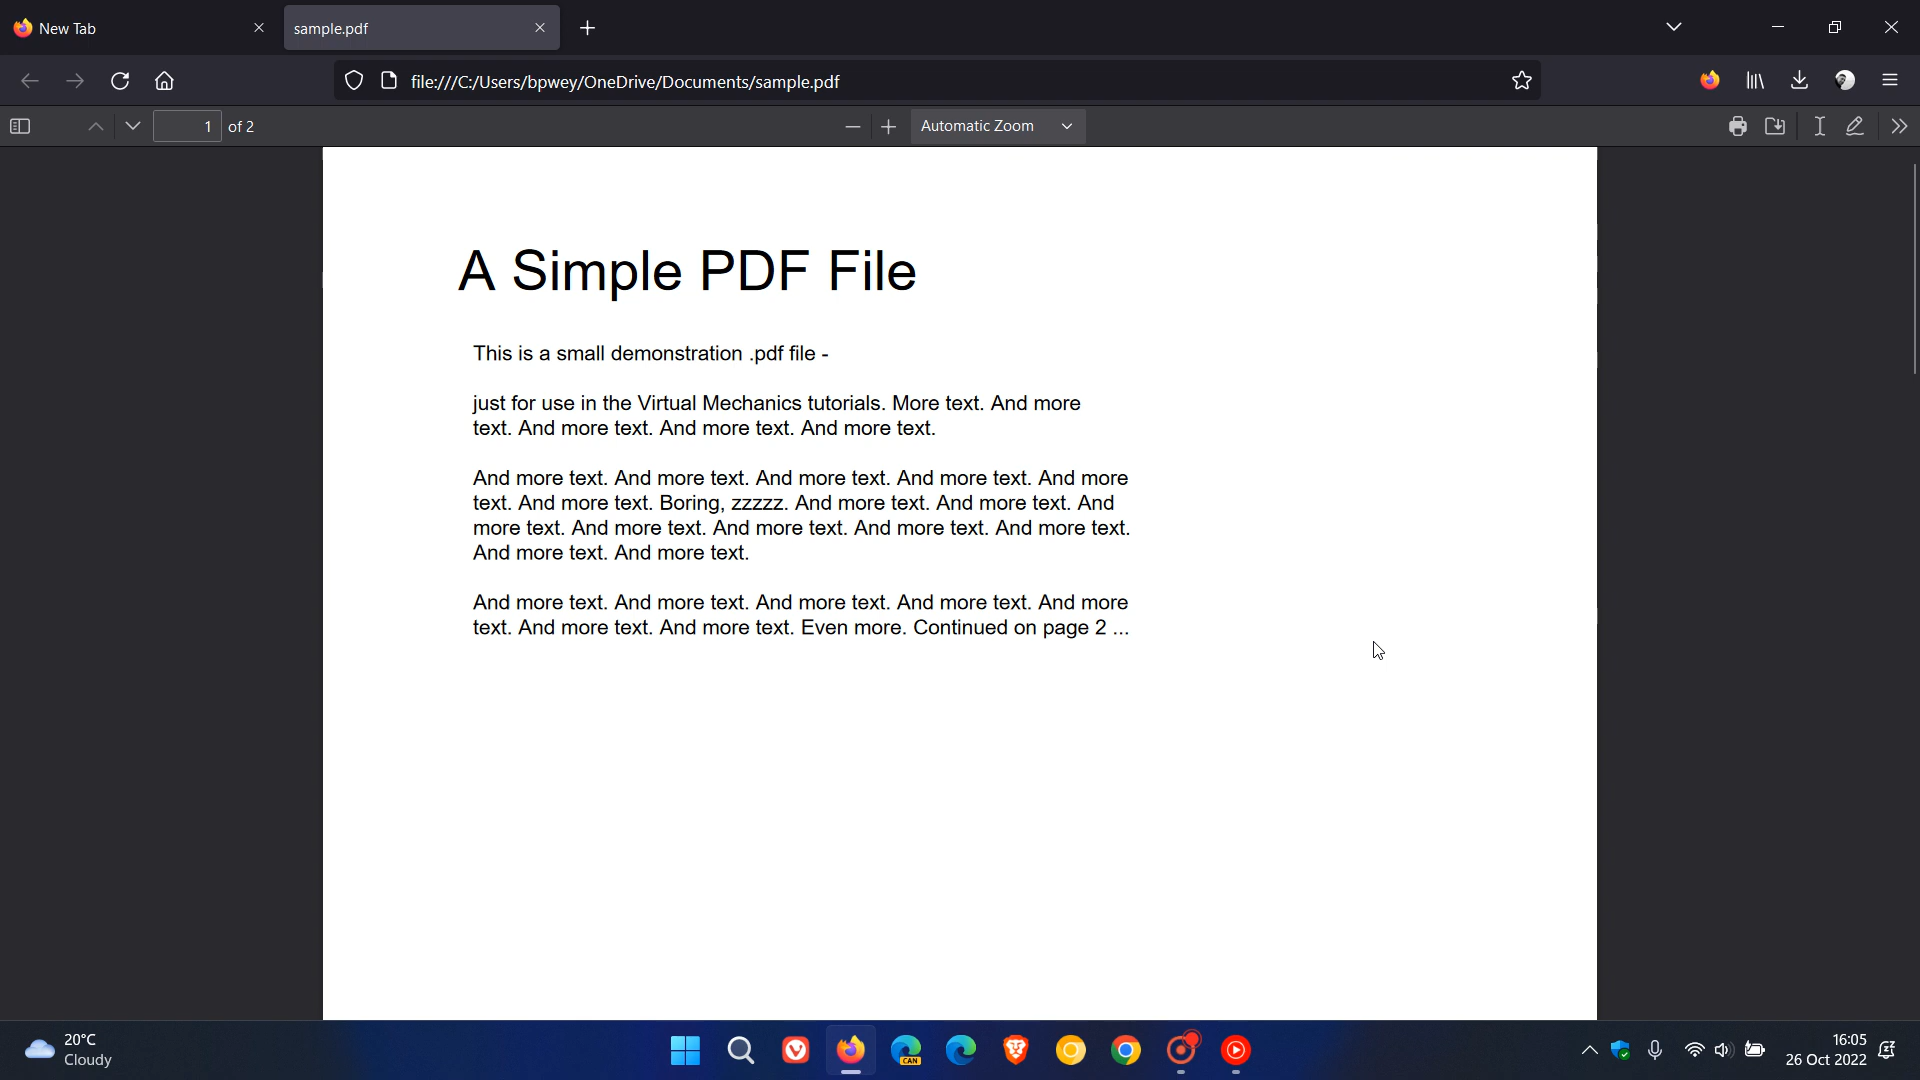 New Tab
sample.pdf
file:///C:/Users/bpwey/OneDrive/Documents/sample.pdf
1 of 2
Automatic Zoom
A Simple PDF File
This is a small demonstration .pdf file -
just for use in the Virtual Mechanics tutorials. More text. And more
text. And more text. And more text. And more text.
And more text. And more text. And more text. And more text. And more
text. And more text. Boring, zzzzz. And more text. And more text. And
more text. And more text. And more text. And more text. And more text.
And more text. And more text.
And more text. And more text. And more text. And more text. And more
text. And more text. And more text. Even more. Continued on page 2 ...
20°C
Cloudy
CAN
16:05
26 Oct 2022